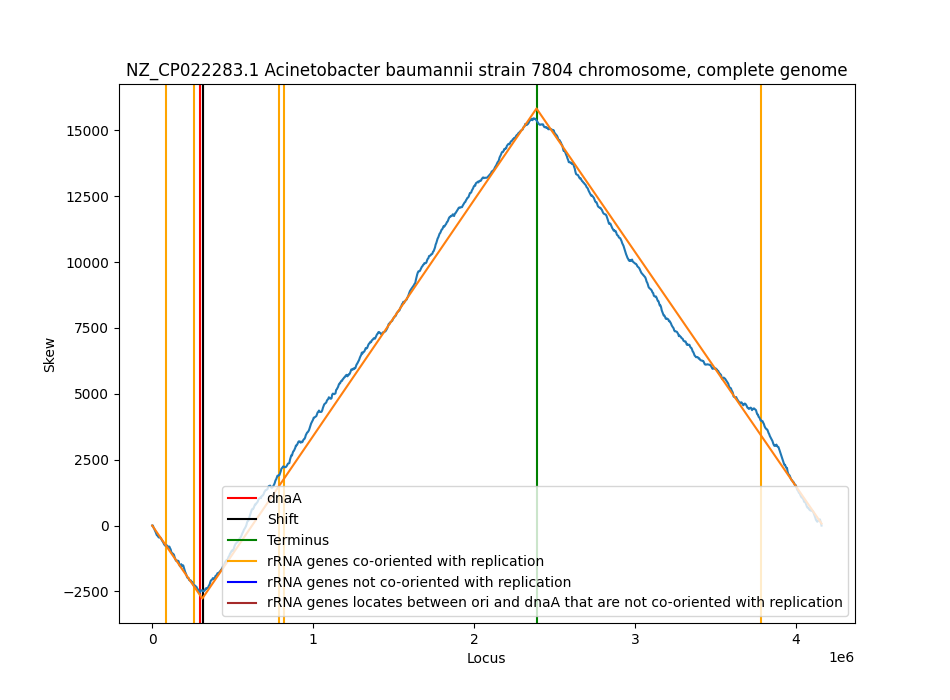 NZ_CP022283.1 Acinetobacter baumannii strain 7804 chromosome, complete genome
15000
12500
10000
7500
5000
2500
0
−2500
Skew
dnaA
Shift
Terminus
rRNA genes co-oriented with replication
rRNA genes not co-oriented with replication
rRNA genes locates between ori and dnaA that are not co-oriented with replication
0 1 2 3 4
1e6
Locus